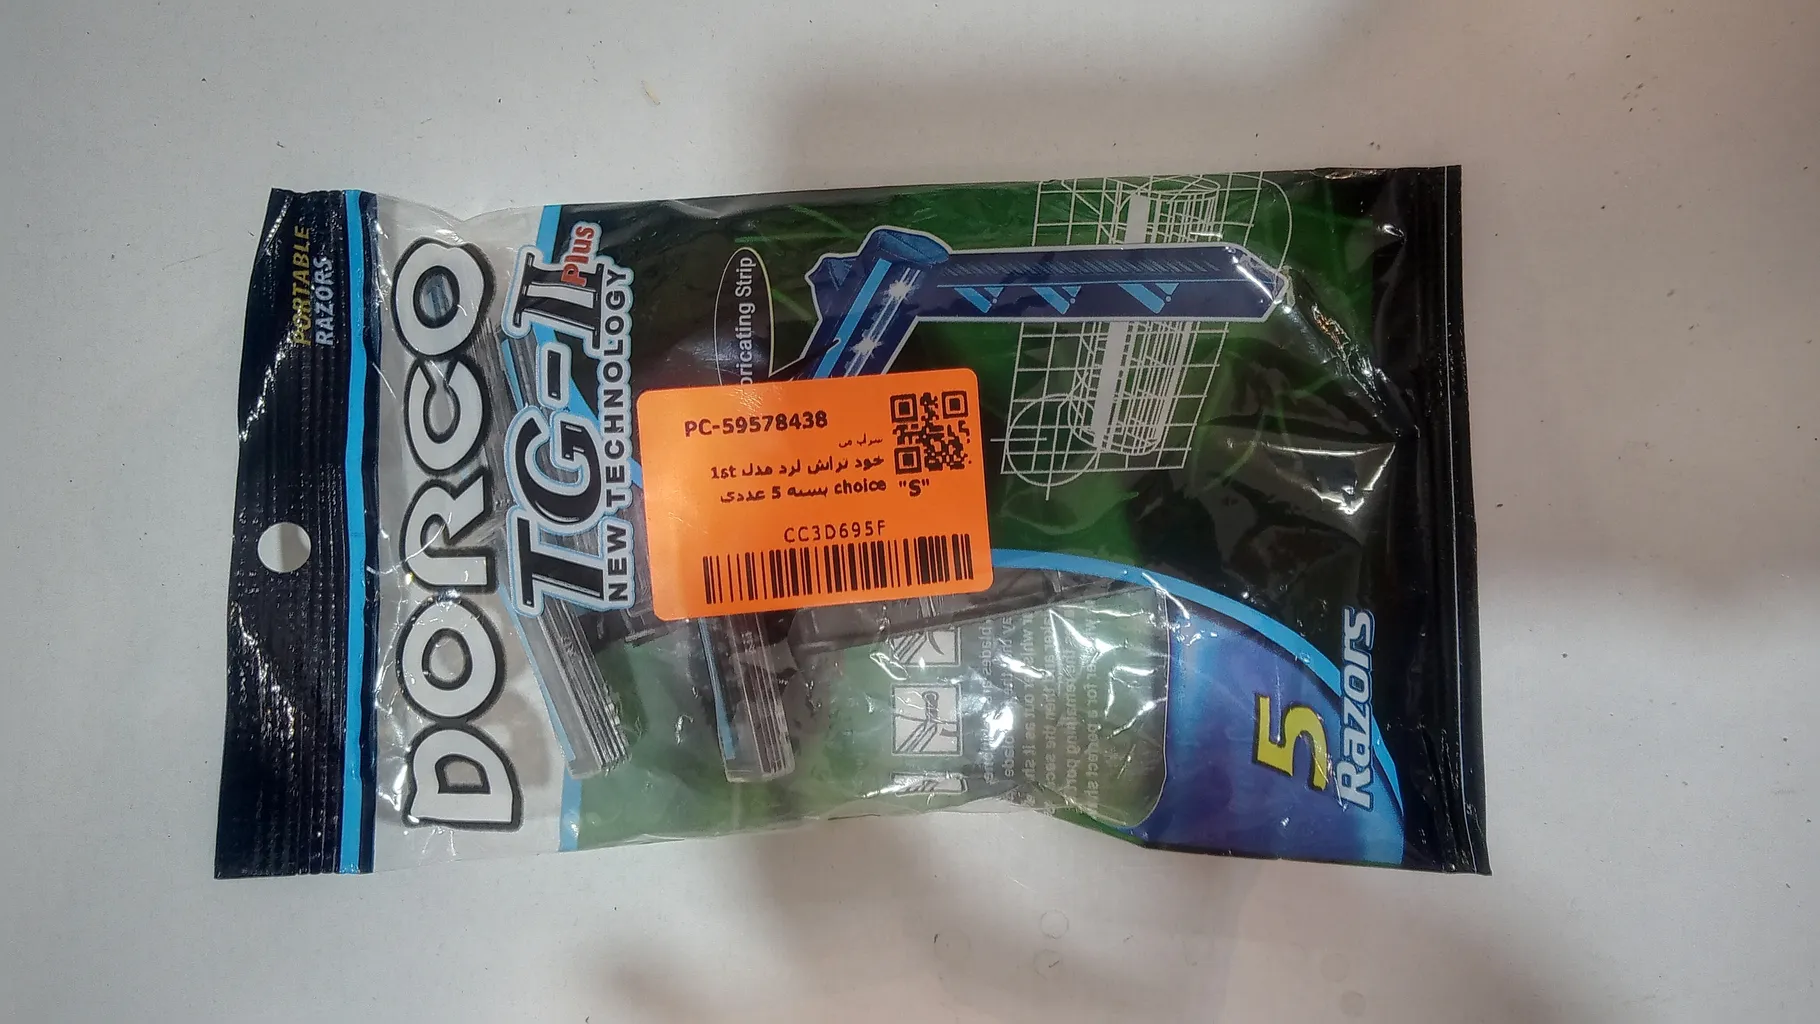 PORTABLE
RAZORS
DORCO
TG-II
Plus
NEW TECHNOLOGY
Strip
PC-59578438
خود تراش لرد مدل 1st
choice "S" بسته 5 عددی
CC3D695F
5
Razors